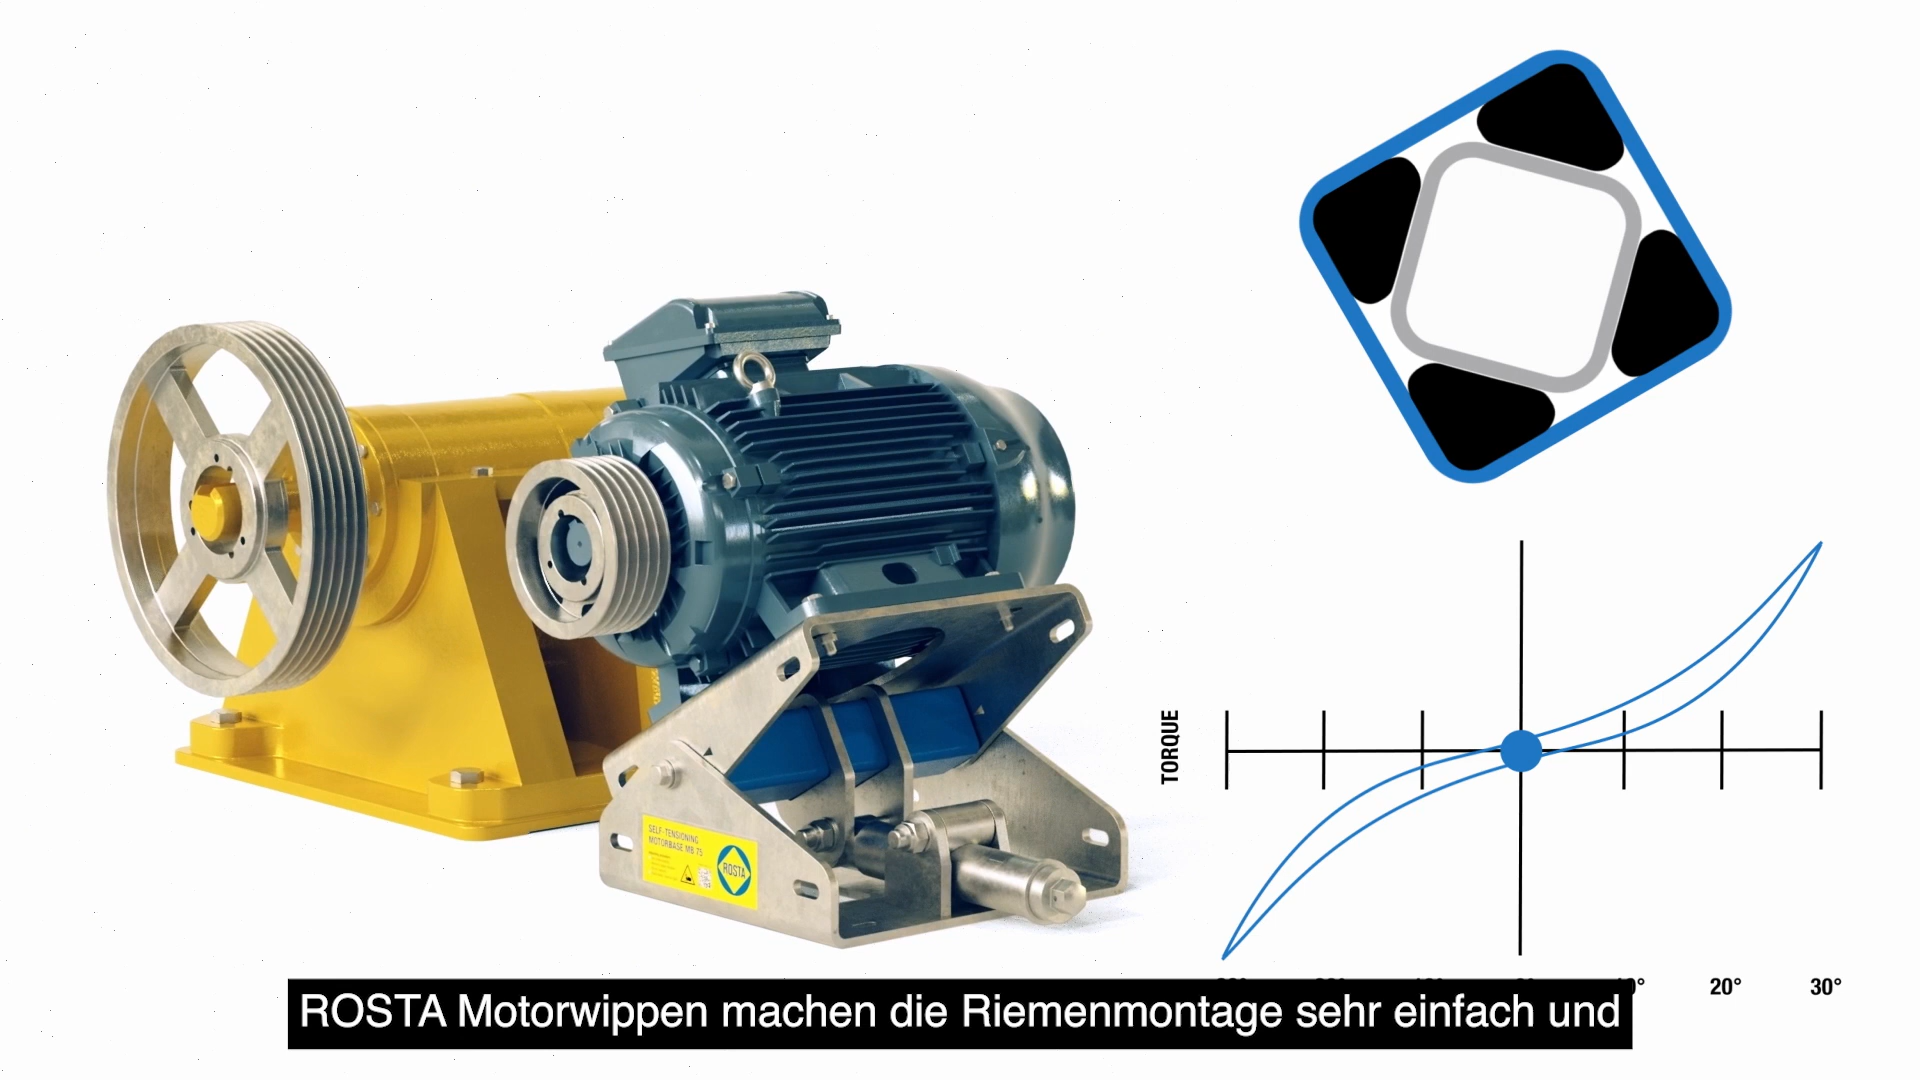 SELF-TENSIONING
MOTORBASE MB 75
ROSTA
TORQUE
20°
30°
ROSTA Motorwippen machen die Riemenmontage sehr einfach und